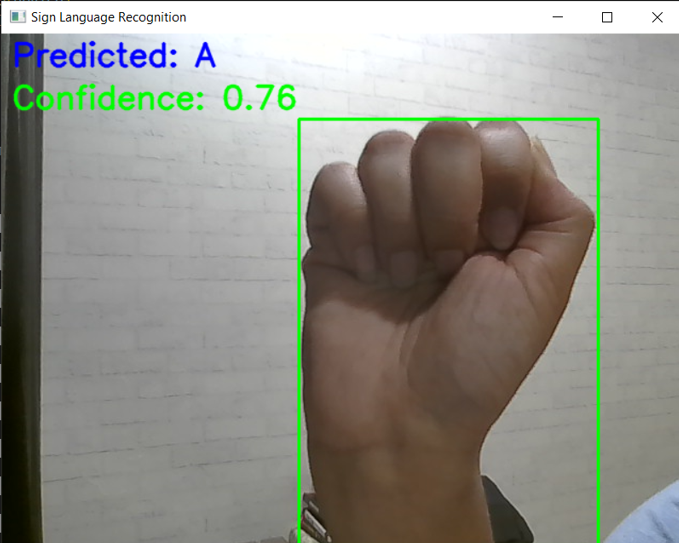 Sign Language Recognition
Predicted: A
Confidence: 0.76